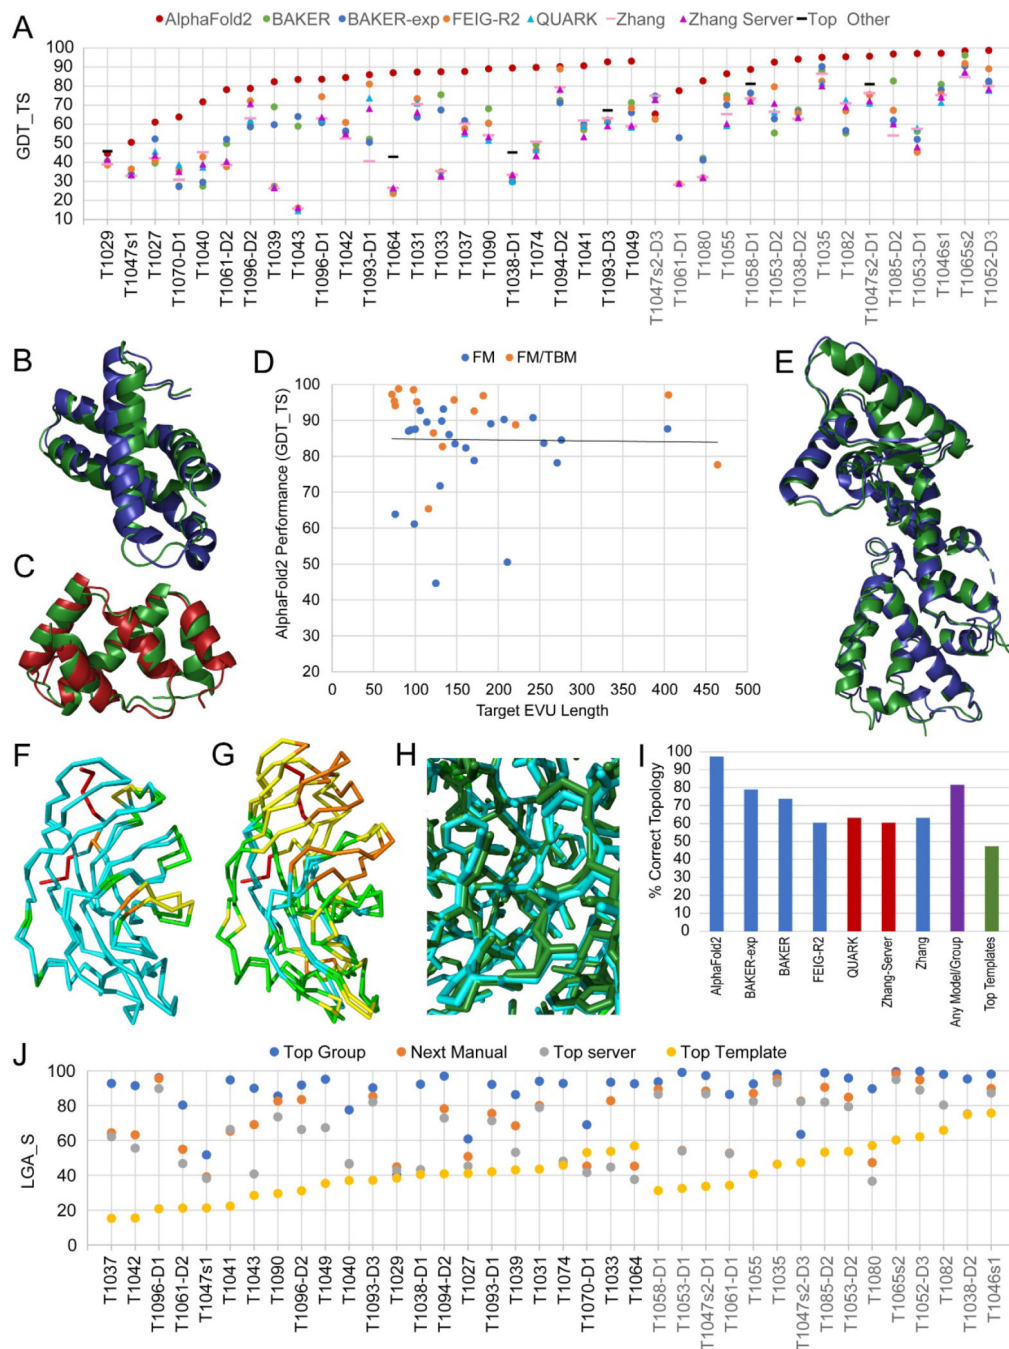 A
AlphaFold2 BAKER BAKER-exp FEIG-R2 QUARK Zhang Zhang Server Top Other
GDT_TS
100
90
80
70
60
50
40
30
20
10
T1029
T1047s1
T1027
T1070-D1
T1040
T1061-D2
T1096-D2
T1039
T1043
T1096-D1
T1042
T1093-D1
T1064
T1031
T1033
T1037
T1090
T1038-D1
T1074
T1094-D2
T1041
T1093-D3
T1049
T1047s2-D3
T1061-D1
T1080
T1055
T1058-D1
T1053-D2
T1038-D2
T1035
T1082
T1047s2-D1
T1085-D2
T1053-D1
T1046s1
T1065s2
T1052-D3
B
C
D
FM FM/TBM
AlphaFold2 Performance (GDT_TS)
100
90
80
70
60
50
40
30
20
0 50 100 150 200 250 300 350 400 450 500
Target EVU Length
E
F
G
H
I
% Correct Topology
100
90
80
70
60
50
40
30
20
10
0
AlphaFold2
BAKER-exp
BAKER
FEIG-R2
QUARK
Zhang-Server
Zhang
Any Model/Group
Top Templates
J
Top Group Next Manual Top server Top Template
LGA_S
100
80
60
40
20
0
T1037
T1042
T1096-D1
T1061-D2
T1047s1
T1041
T1043
T1090
T1096-D2
T1049
T1040
T1093-D3
T1029
T1038-D1
T1094-D2
T1027
T1093-D1
T1039
T1031
T1074
T1070-D1
T1033
T1064
T1058-D1
T1053-D1
T1047s2-D1
T1061-D1
T1055
T1035
T1047s2-D3
T1085-D2
T1053-D2
T1080
T1065s2
T1052-D3
T1082
T1038-D2
T1046s1